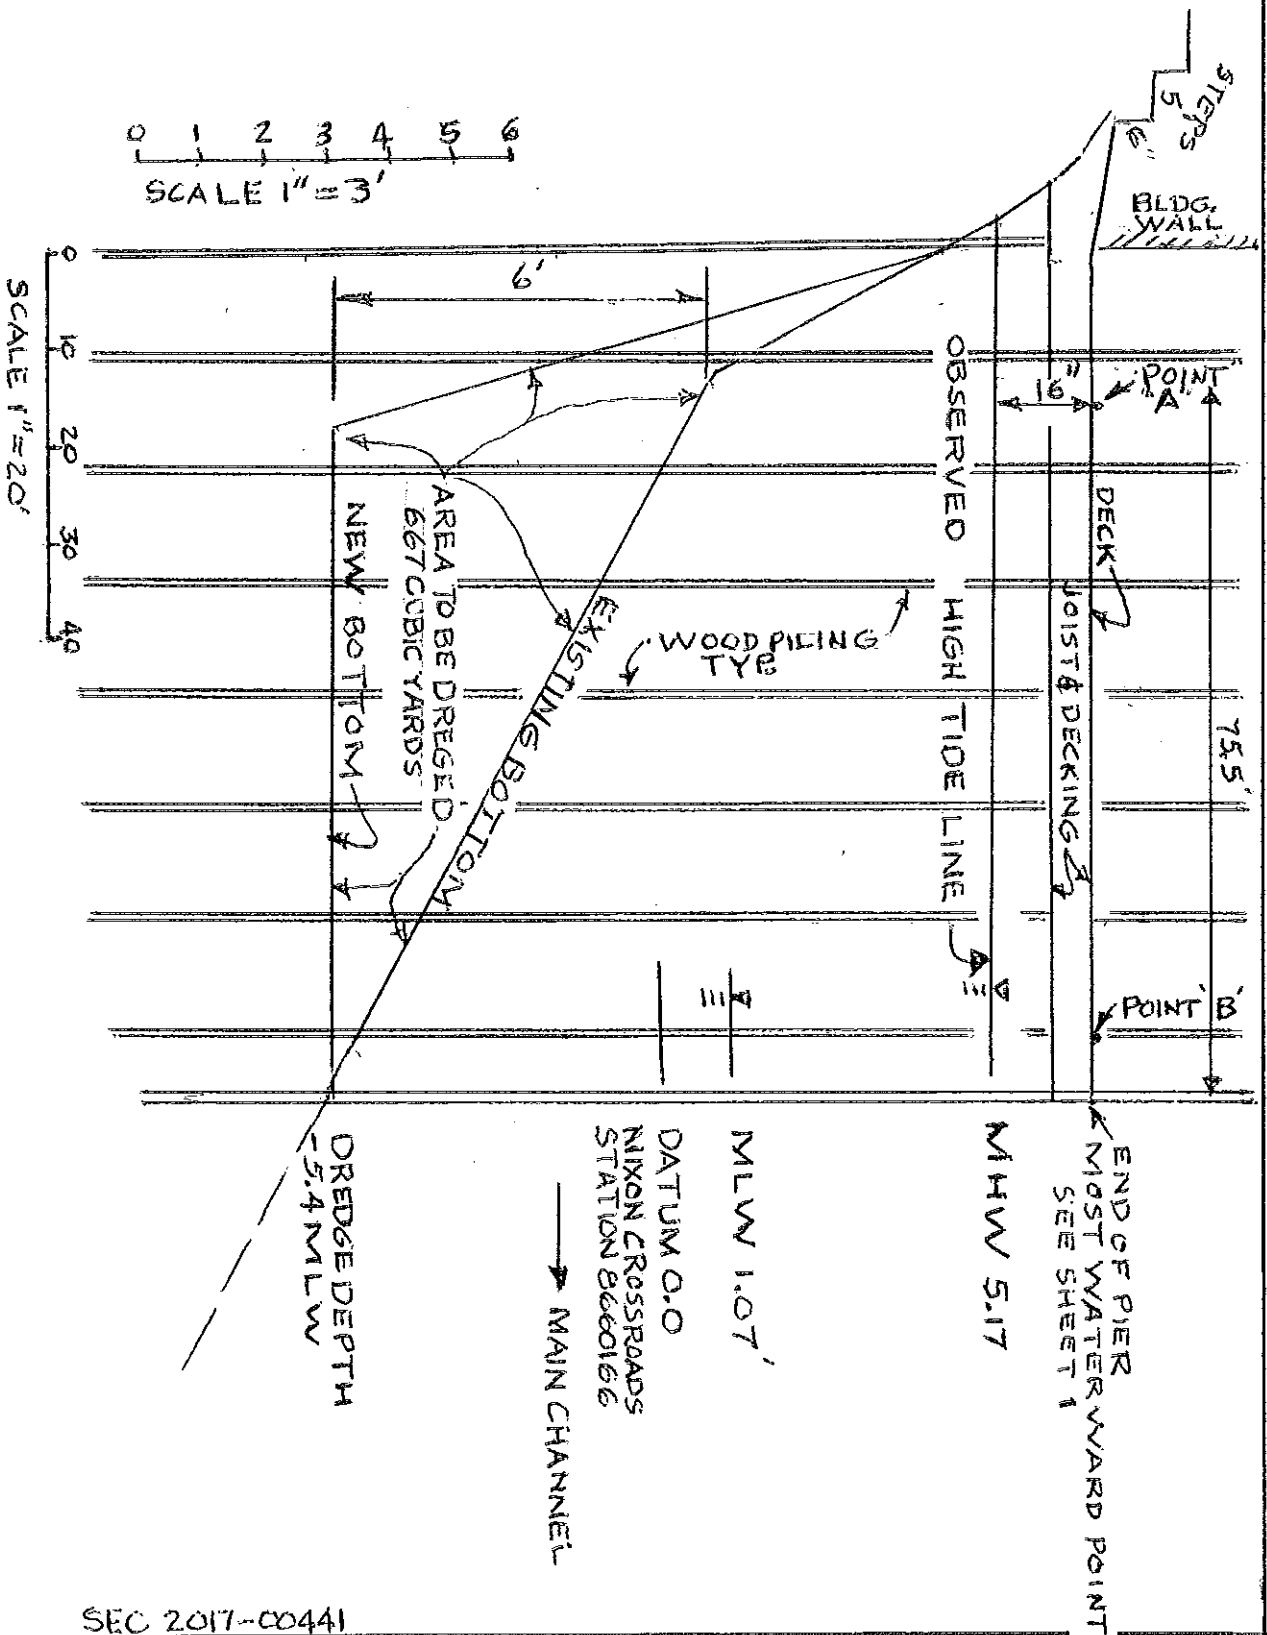 STEPS
5
6"
BLDG.
WALL
0 1 2 3 4 5 6
SCALE 1"=3'
0 10 20 30 40
SCALE 1"=20'
6'
16"
POINT
"A"
75.5'
DECK
JOIST & DECKING
OBSERVED HIGH TIDE LINE
WOOD PILING
TYP.
EXISTING BOTTOM
AREA TO BE DREGED
667 CUBIC YARDS
NEW BOTTOM
POINT 'B'
END OF PIER
MOST WATERWARD POINT
SEE SHEET 1
MHW 5.17
MLW 1.07'
DATUM 0.0
NIXON CROSSROADS
STATION 8660166
MAIN CHANNEL
DREDGE DEPTH
-5.4 MLW
SEC 2017-00441